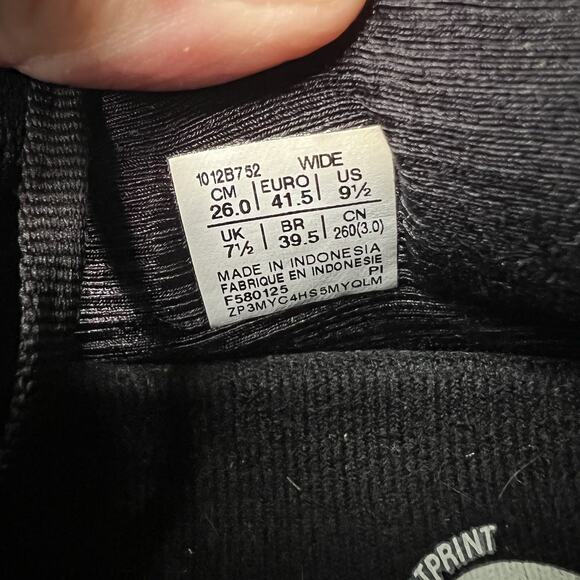 1012B752 WIDE
CM | EURO | US
26.0 | 41.5 | 9½
UK | BR | CN
7½ | 39.5 | 260(3.0)
MADE IN INDONESIA
FABRIQUE EN INDONESIE
F580125 PI
ZP3MYC4HS5MYQLM
TPRINT